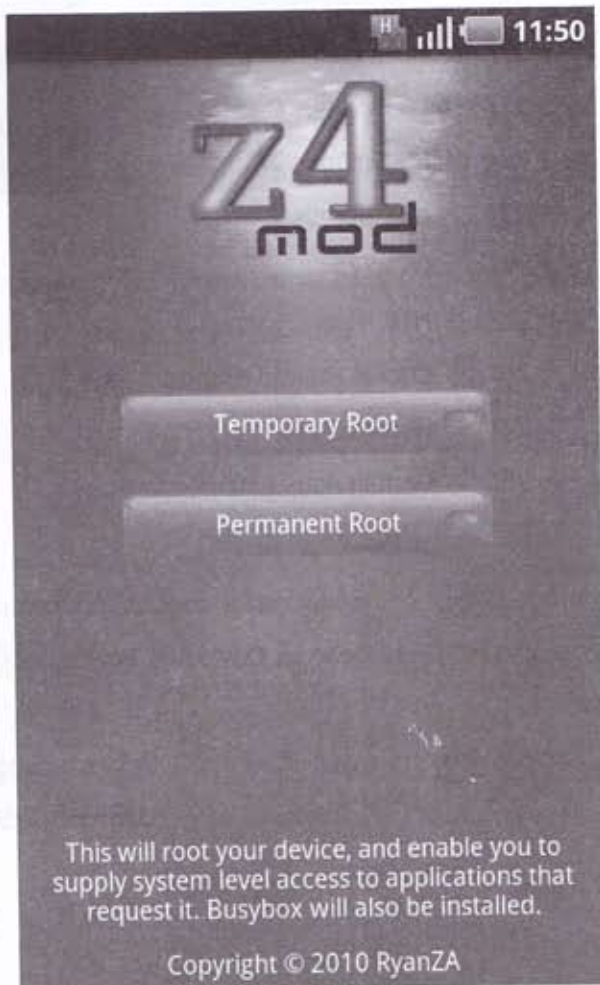 H 11:50
z4
mod
Temporary Root
Permanent Root
This will root your device, and enable you to
supply system level access to applications that
request it. Busybox will also be installed.
Copyright © 2010 RyanZA